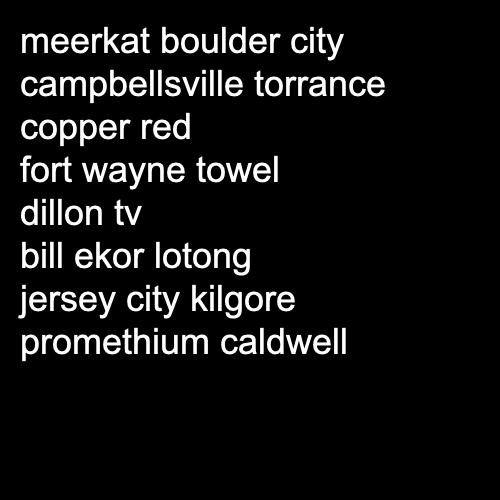 meerkat boulder city
campbellsville torrance
copper red
fort wayne towel
dillon tv
bill ekor lotong
jersey city kilgore
promethium caldwell